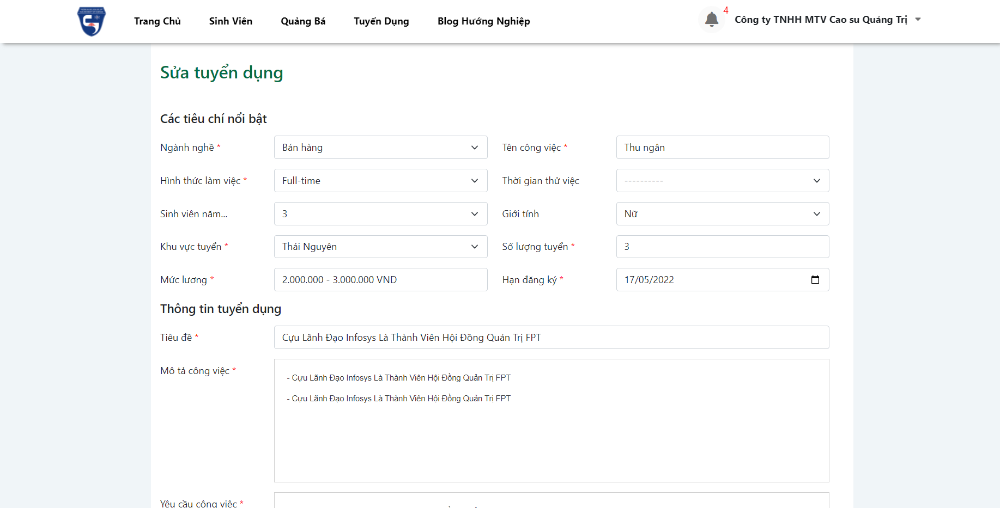 Trang Chủ Sinh Viên Quảng Bá Tuyển Dụng Blog Hướng Nghiệp 4 Công ty TNHH MTV Cao su Quảng Trị
Sửa tuyển dụng
Các tiêu chí nổi bật
Ngành nghề * Bán hàng Tên công việc * Thu ngân
Hình thức làm việc * Full-time Thời gian thử việc ----------
Sinh viên năm... 3 Giới tính Nữ
Khu vực tuyển * Thái Nguyên Số lượng tuyển * 3
Mức lương * 2.000.000 - 3.000.000 VND Hạn đăng ký * 17/05/2022
Thông tin tuyển dụng
Tiêu đề * Cựu Lãnh Đạo Infosys Là Thành Viên Hội Đồng Quản Trị FPT
Mô tả công việc *
- Cựu Lãnh Đạo Infosys Là Thành Viên Hội Đồng Quản Trị FPT
- Cựu Lãnh Đạo Infosys Là Thành Viên Hội Đồng Quản Trị FPT
Yêu cầu công việc *